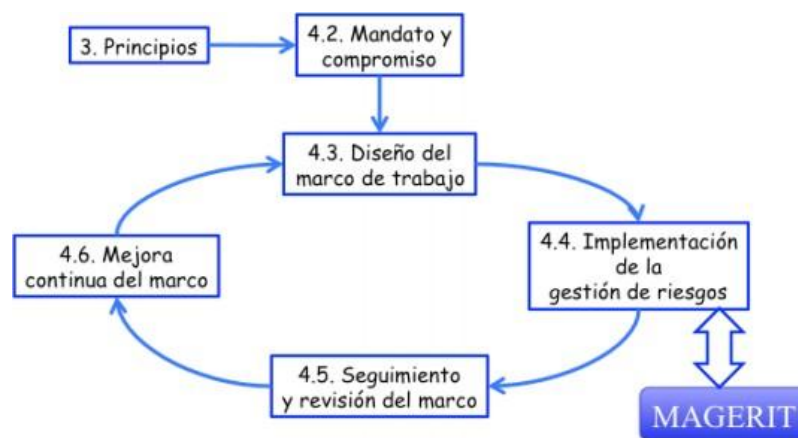 3. Principios
4.2. Mandato y
compromiso
4.3. Diseño del
marco de trabajo
4.6. Mejora
continua del marco
4.4. Implementación
de la
gestión de riesgos
4.5. Seguimiento
y revisión del marco
MAGERIT